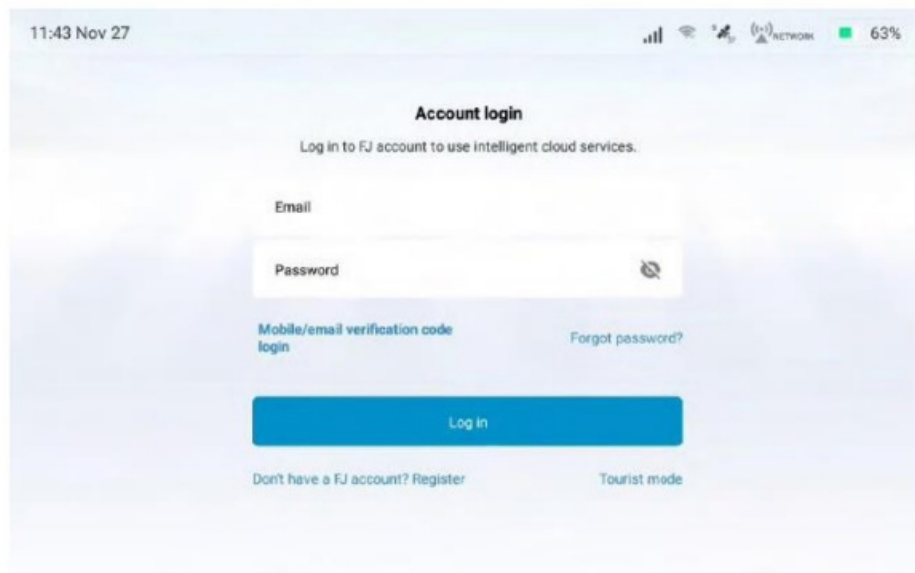 11:43 Nov 27
NETWORK 63%
Account login
Log in to FJ account to use intelligent cloud services.
Email
Password
Mobile/email verification code
login
Forgot password?
Log in
Don't have a FJ account? Register
Tourist mode